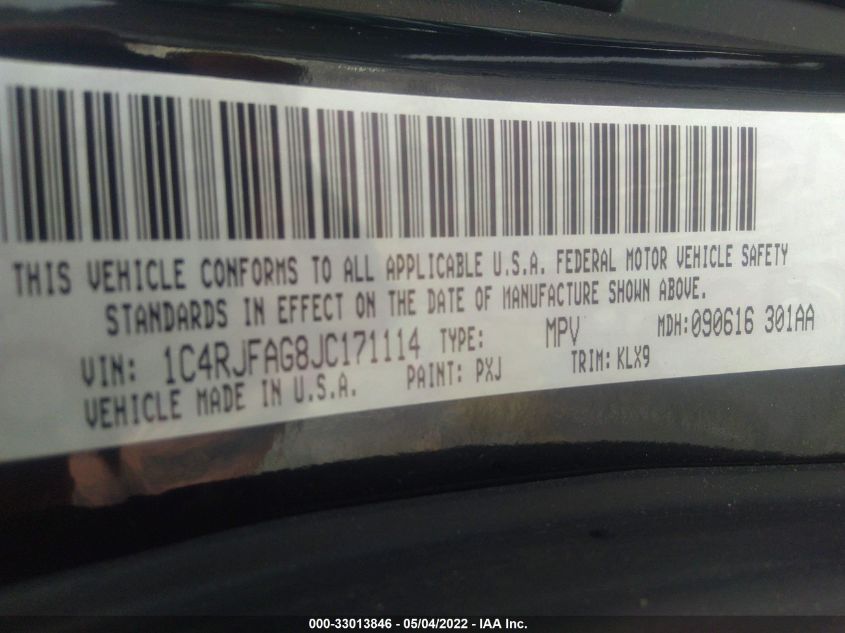 THIS VEHICLE CONFORMS TO ALL APPLICABLE U.S.A. FEDERAL MOTOR VEHICLE SAFETY
STANDARDS IN EFFECT ON THE DATE OF MANUFACTURE SHOWN ABOVE.
VIN: 1C4RJFAG8JC171114 TYPE: MPV MDH:090616 301AA
VEHICLE MADE IN U.S.A. PAINT: PXJ TRIM: KLX9
000-33013846 - 05/04/2022 - IAA Inc.